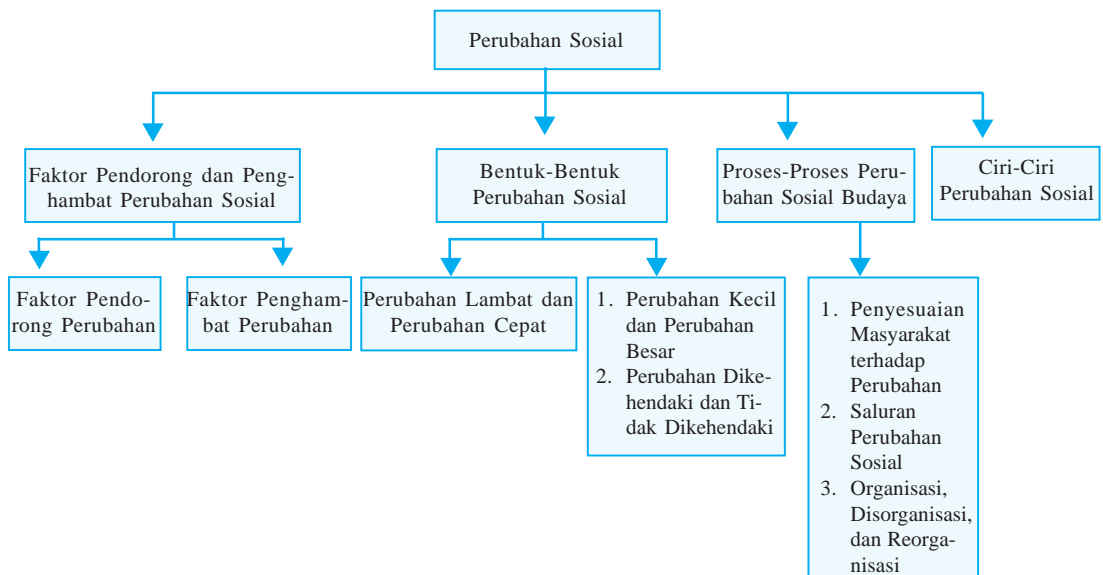 Perubahan Sosial
Faktor Pendorong dan Peng-
hambat Perubahan Sosial
Bentuk-Bentuk
Perubahan Sosial
Proses-Proses Peru-
bahan Sosial Budaya
Ciri-Ciri
Perubahan Sosial
Faktor Pendo-
rong Perubahan
Faktor Pengham-
bat Perubahan
Perubahan Lambat dan
Perubahan Cepat
1. Perubahan Kecil
dan Perubahan
Besar
2. Perubahan Dike-
hendaki dan Ti-
dak Dikehendaki
1. Penyesuaian
Masyarakat
terhadap
Perubahan
2. Saluran
Perubahan
Sosial
3. Organisasi,
Disorganisasi,
dan Reorga-
nisasi